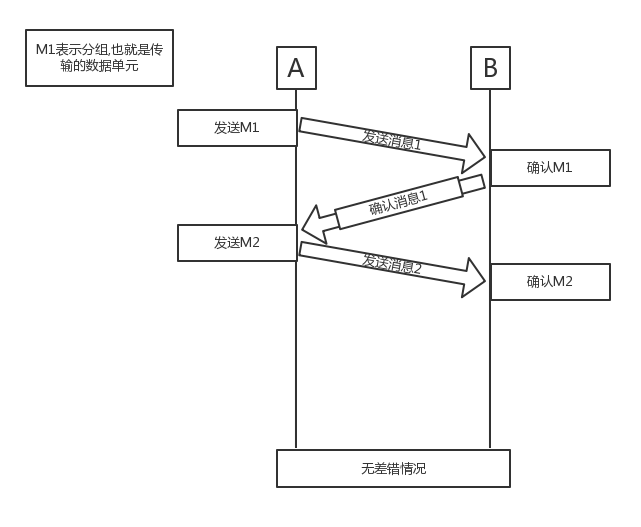 M1表示分组,也就是传
输的数据单元
A
B
发送M1
发送消息1
确认M1
确认消息1
发送M2
发送消息2
确认M2
无差错情况